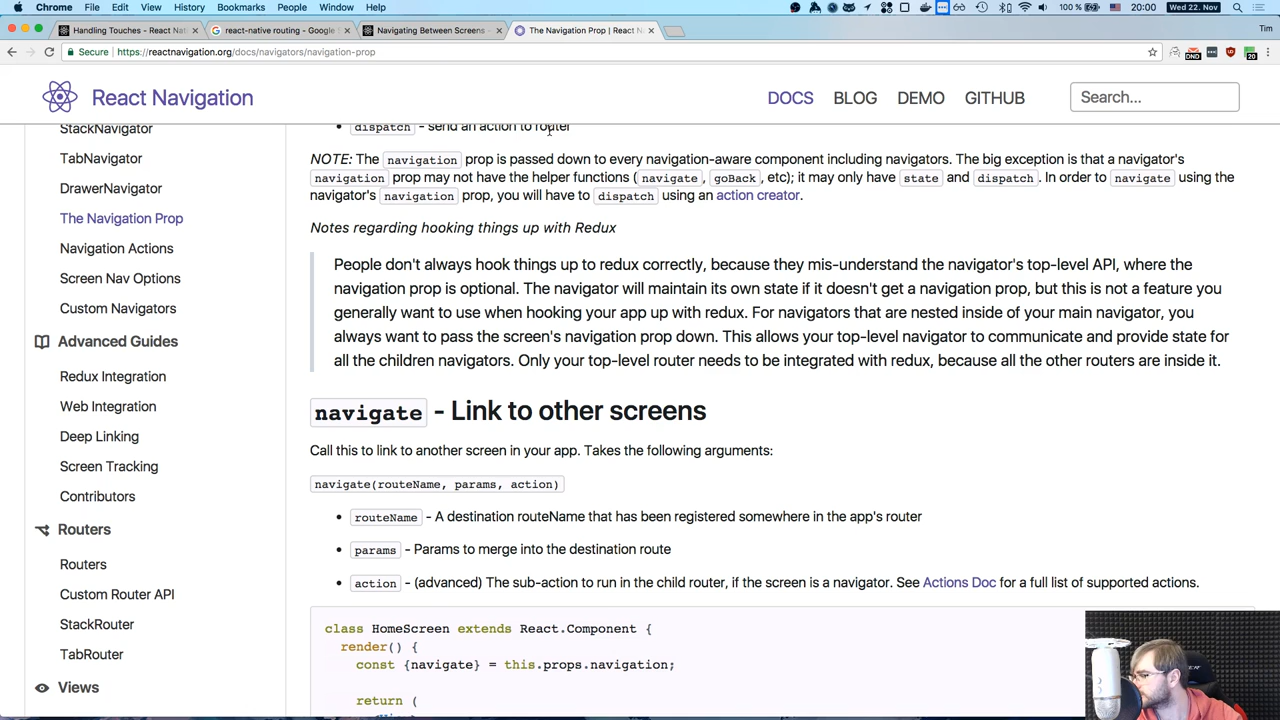 Chrome File Edit View History Bookmarks People Window Help 100 % Wed 22. Nov 20:00
Handling Touches - React Nat × react-native routing - Google S × Navigating Between Screens - × The Navigation Prop | React N × Tim
Secure https://reactnavigation.org/docs/navigators/navigation-prop DND 20
React Navigation DOCS BLOG DEMO GITHUB Search...
StackNavigator
TabNavigator
DrawerNavigator
The Navigation Prop
Navigation Actions
Screen Nav Options
Custom Navigators
Advanced Guides
Redux Integration
Web Integration
Deep Linking
Screen Tracking
Contributors
Routers
Routers
Custom Router API
StackRouter
TabRouter
Views
• dispatch - send an action to router
NOTE: The navigation prop is passed down to every navigation-aware component including navigators. The big exception is that a navigator's
navigation prop may not have the helper functions (navigate, goBack, etc); it may only have state and dispatch. In order to navigate using the
navigator's navigation prop, you will have to dispatch using an action creator.
Notes regarding hooking things up with Redux
People don't always hook things up to redux correctly, because they mis-understand the navigator's top-level API, where the
navigation prop is optional. The navigator will maintain its own state if it doesn't get a navigation prop, but this is not a feature you
generally want to use when hooking your app up with redux. For navigators that are nested inside of your main navigator, you
always want to pass the screen's navigation prop down. This allows your top-level navigator to communicate and provide state for
all the children navigators. Only your top-level router needs to be integrated with redux, because all the other routers are inside it.
navigate - Link to other screens
Call this to link to another screen in your app. Takes the following arguments:
navigate(routeName, params, action)
• routeName - A destination routeName that has been registered somewhere in the app's router
• params - Params to merge into the destination route
• action - (advanced) The sub-action to run in the child router, if the screen is a navigator. See Actions Doc for a full list of supported actions.
class HomeScreen extends React.Component {
render() {
const {navigate} = this.props.navigation;
return (